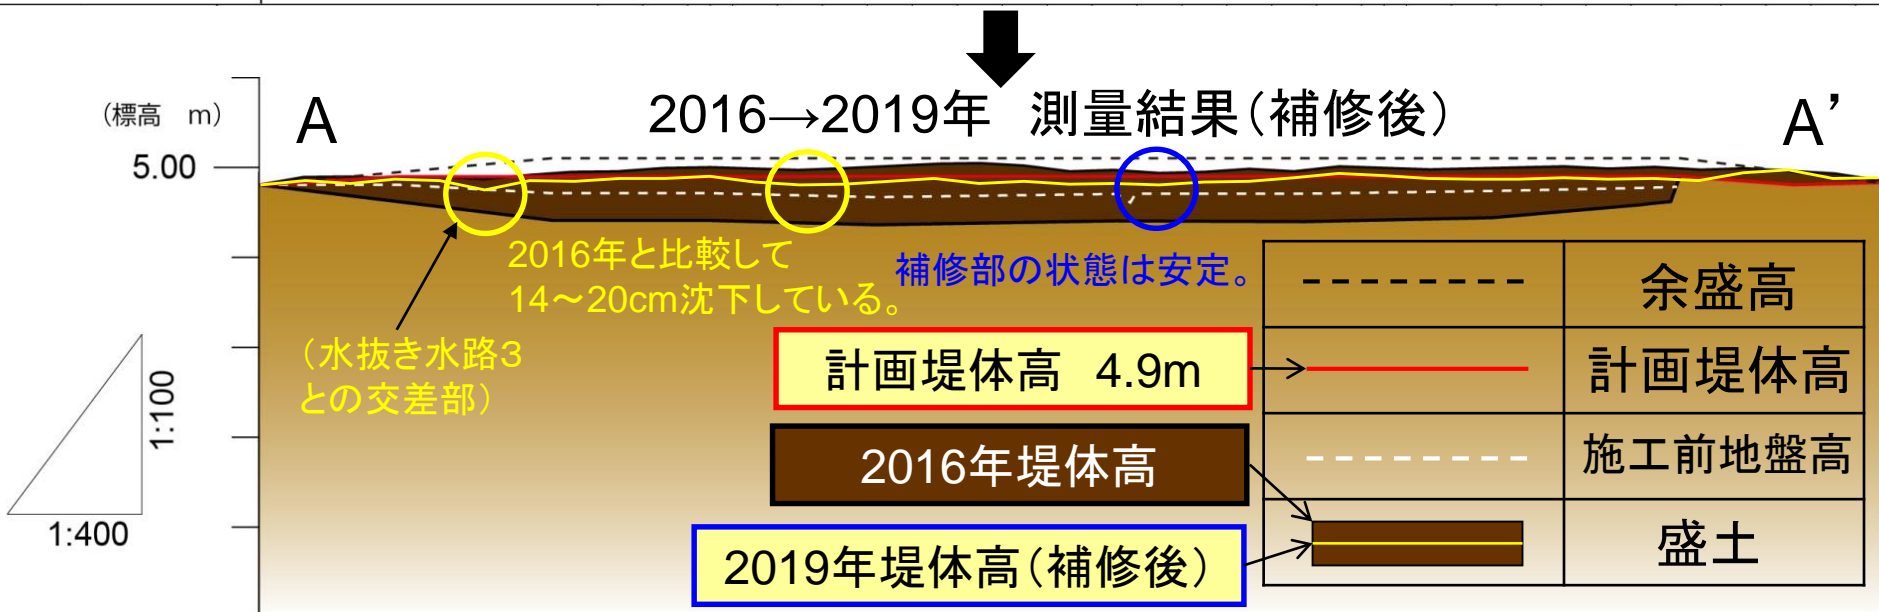 2016→2019年　測量結果（補修後）
（標高　m）
A
A’
5.00
2016年と比較して
14～20cm沈下している。
補修部の状態は安定。
（水抜き水路3
との交差部）
1:100
1:400
計画堤体高　4.9m
2016年堤体高
2019年堤体高（補修後）
余盛高
計画堤体高
施工前地盤高
盛土